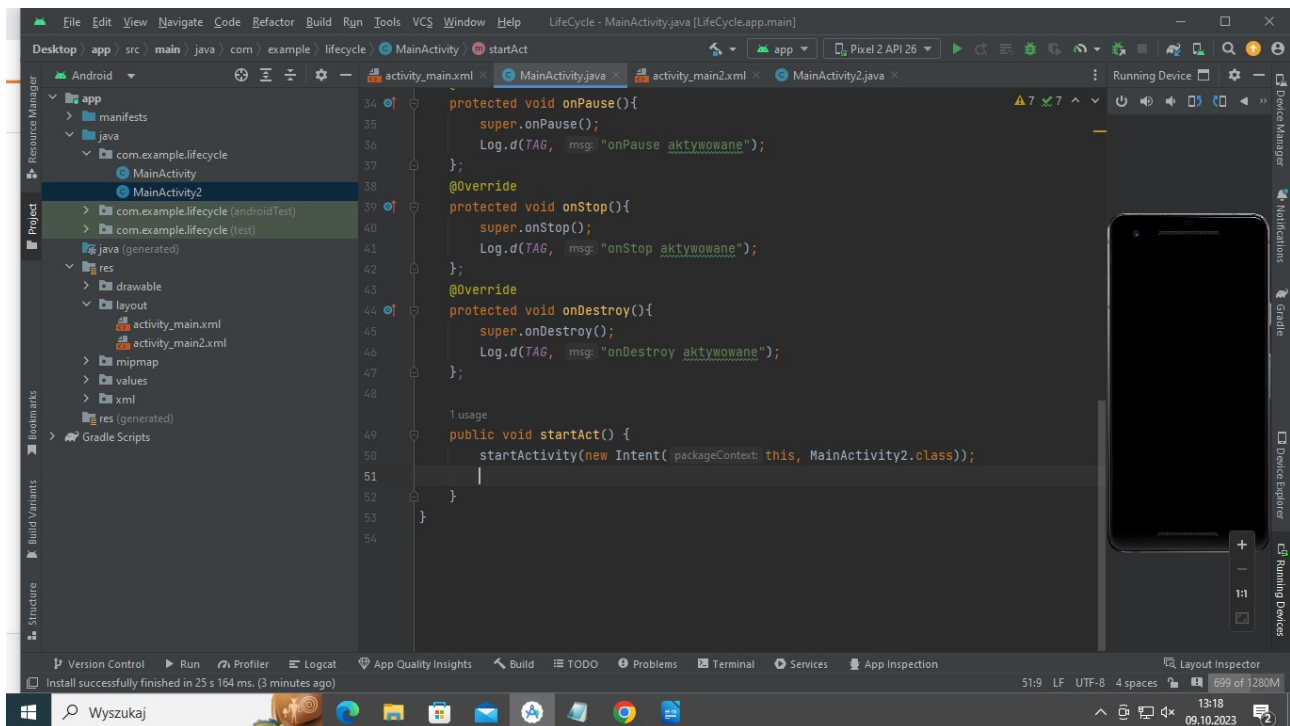 File Edit View Navigate Code Refactor Build Run Tools VCS Window Help LifeCycle - MainActivity.java [LifeCycle.app.main]
Desktop app src main java com example lifecycle MainActivity startAct app Pixel 2 API 26
Android activity_main.xml MainActivity.java activity_main2.xml MainActivity2.java Running Device
app
manifests
java
com.example.lifecycle
MainActivity
MainActivity2
com.example.lifecycle (androidTest)
com.example.lifecycle (test)
java (generated)
res
drawable
layout
activity_main.xml
activity_main2.xml
mipmap
values
xml
res (generated)
Gradle Scripts
Resource Manager
Project
Bookmarks
Build Variants
Structure
7 7
34 protected void onPause(){
35 super.onPause();
36 Log.d(TAG, msg: "onPause aktywowane");
37 };
38 @Override
39 protected void onStop(){
40 super.onStop();
41 Log.d(TAG, msg: "onStop aktywowane");
42 };
43 @Override
44 protected void onDestroy(){
45 super.onDestroy();
46 Log.d(TAG, msg: "onDestroy aktywowane");
47 };
48
1 usage
49 public void startAct() {
50 startActivity(new Intent( packageContext: this, MainActivity2.class));
51
52 }
53 }
54
Device Manager
Notifications
Gradle
Device Explorer
Running Devices
1:1
Version Control Run Profiler Logcat App Quality Insights Build TODO Problems Terminal Services App Inspection Layout Inspector
Install successfully finished in 25 s 164 ms. (3 minutes ago) 51:9 LF UTF-8 4 spaces 699 of 1280M
Wyszukaj 13:18
09.10.2023 2